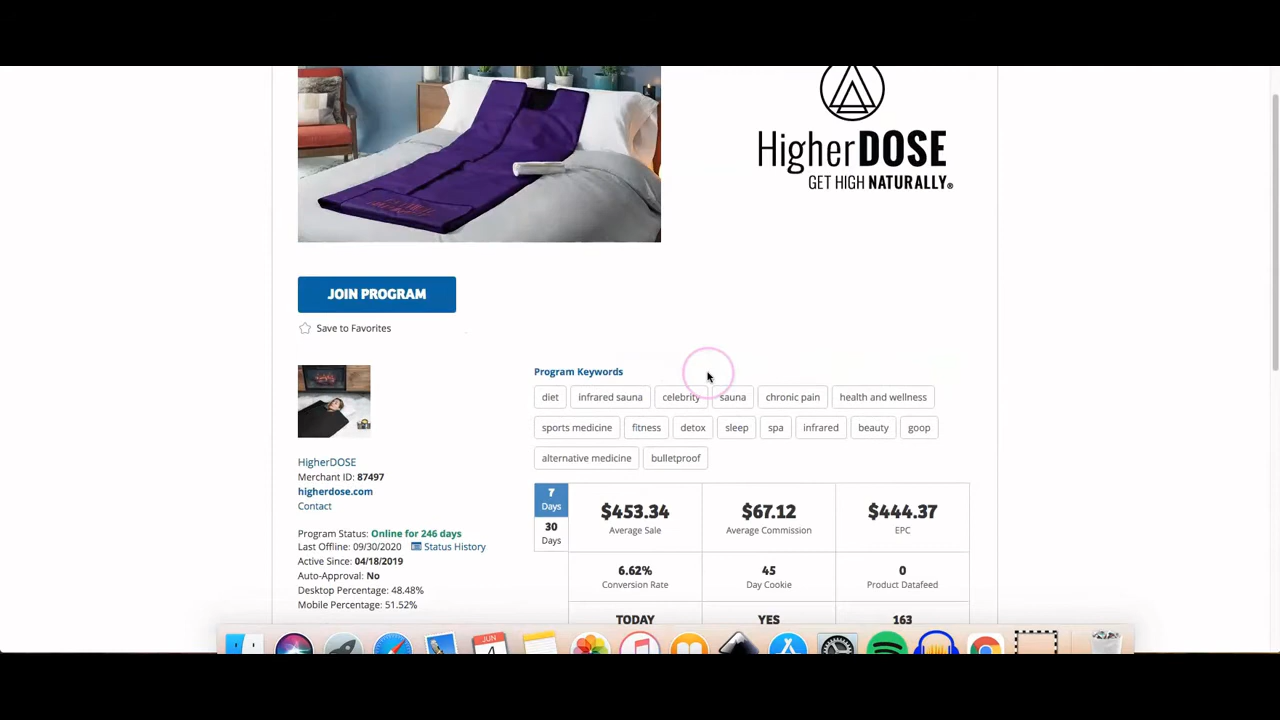 HigherDOSE
GET HIGH NATURALLY®
JOIN PROGRAM
Save to Favorites
Program Keywords
diet infrared sauna celebrity sauna chronic pain health and wellness
sports medicine fitness detox sleep spa infrared beauty goop
alternative medicine bulletproof
HigherDOSE
Merchant ID: 87497
higherdose.com
Contact
Program Status: Online for 246 days
Last Offline: 09/30/2020 Status History
Active Since: 04/18/2019
Auto-Approval: No
Desktop Percentage: 48.48%
Mobile Percentage: 51.52%
7 Days
30 Days
$453.34 $67.12 $444.37
Average Sale Average Commission EPC
6.62% 45 0
Conversion Rate Day Cookie Product Datafeed
TODAY YES 163
JUN
4